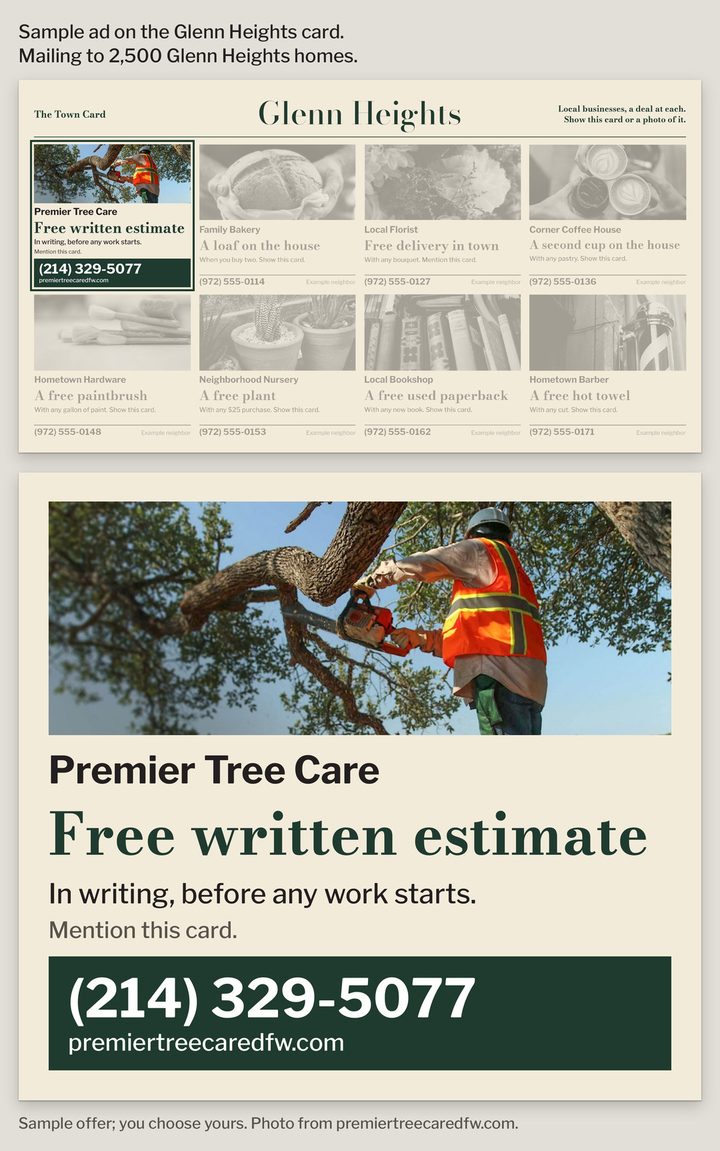 Sample ad on the Glenn Heights card.
Mailing to 2,500 Glenn Heights homes.
The Town Card
Glenn Heights
Local businesses, a deal at each.
Show this card or a photo of it.
Premier Tree Care
Free written estimate
In writing, before any work starts.
Mention this card.
(214) 329-5077
premiertreecaredfw.com
Family Bakery
A loaf on the house
When you buy two. Show this card.
(972) 555-0114
Example neighbor
Local Florist
Free delivery in town
With any bouquet. Mention this card.
(972) 555-0127
Example neighbor
Corner Coffee House
A second cup on the house
With any pastry. Show this card.
(972) 555-0136
Example neighbor
Hometown Hardware
A free paintbrush
With any gallon of paint. Show this card.
(972) 555-0148
Example neighbor
Neighborhood Nursery
A free plant
With any $25 purchase. Show this card.
(972) 555-0153
Example neighbor
Local Bookshop
A free used paperback
With any new book. Show this card.
(972) 555-0162
Example neighbor
Hometown Barber
A free hot towel
With any cut. Show this card.
(972) 555-0171
Example neighbor
Premier Tree Care
Free written estimate
In writing, before any work starts.
Mention this card.
(214) 329-5077
premiertreecaredfw.com
Sample offer; you choose yours. Photo from premiertreecaredfw.com.